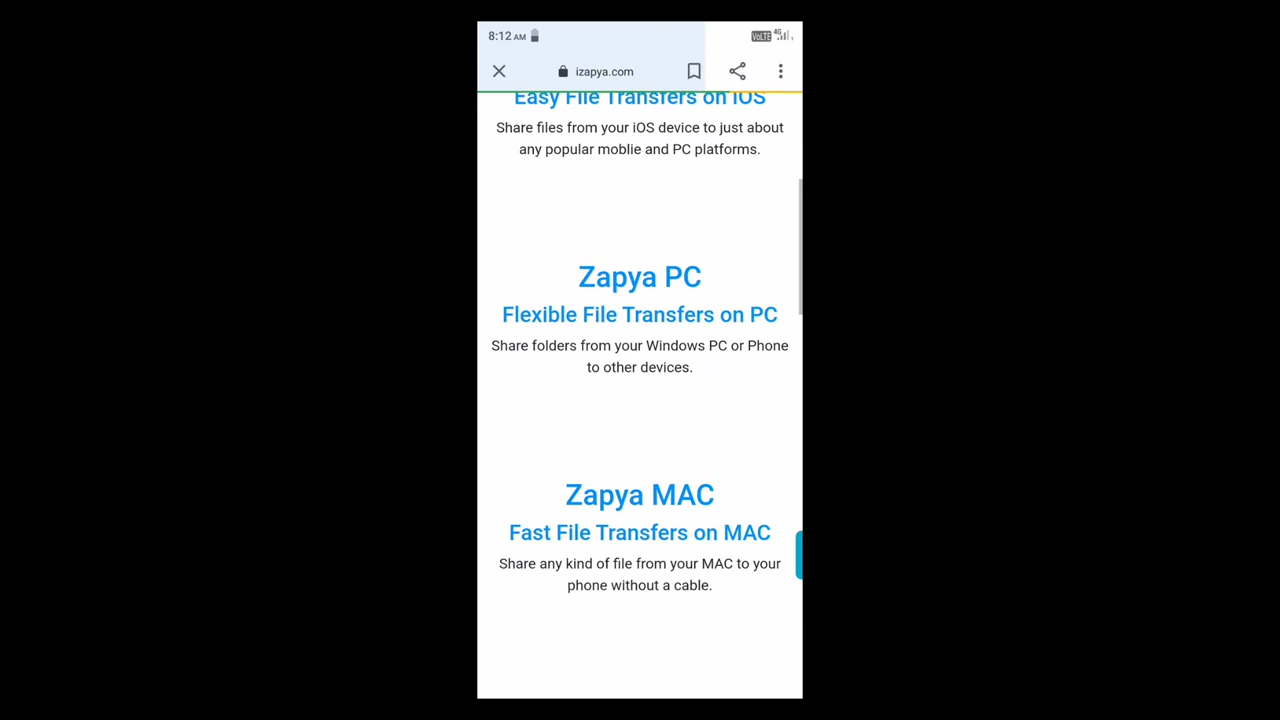 8:12 AM
VoLTE 4G
izapya.com
Easy File Transfers on iOS
Share files from your iOS device to just about
any popular moblie and PC platforms.
Zapya PC
Flexible File Transfers on PC
Share folders from your Windows PC or Phone
to other devices.
Zapya MAC
Fast File Transfers on MAC
Share any kind of file from your MAC to your
phone without a cable.